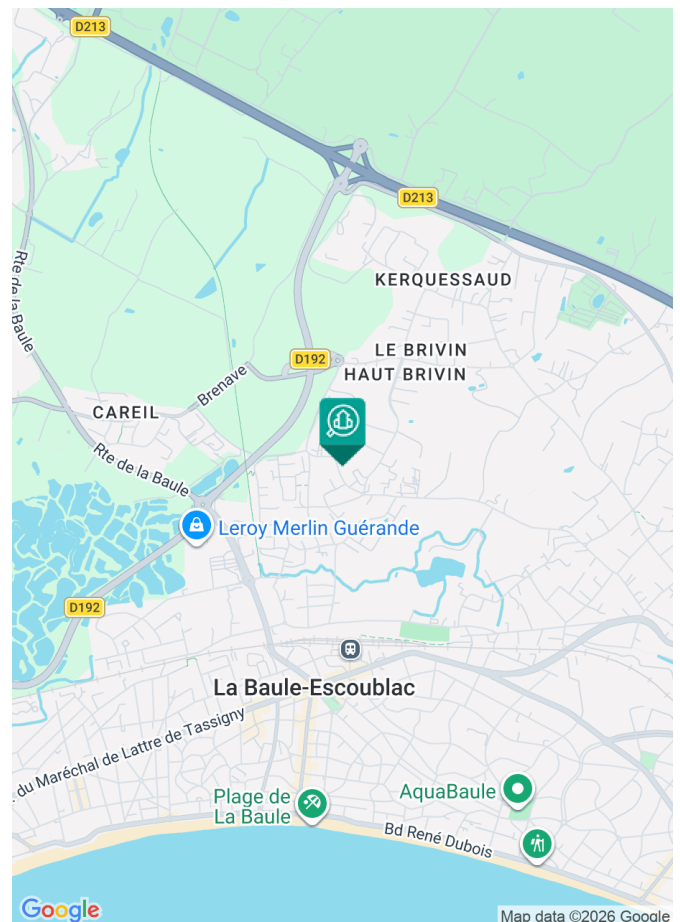 D213
D213
KERQUESSAUD
Rte de la Baule
LE BRIVIN
HAUT BRIVIN
D192
Brenave
CAREIL
Rte de la Baule
Leroy Merlin Guérande
D192
La Baule-Escoublac
du Maréchal de Lattre de Tassigny
Plage de
La Baule
AquaBaule
Bd René Dubois
Google
Map data ©2026 Google